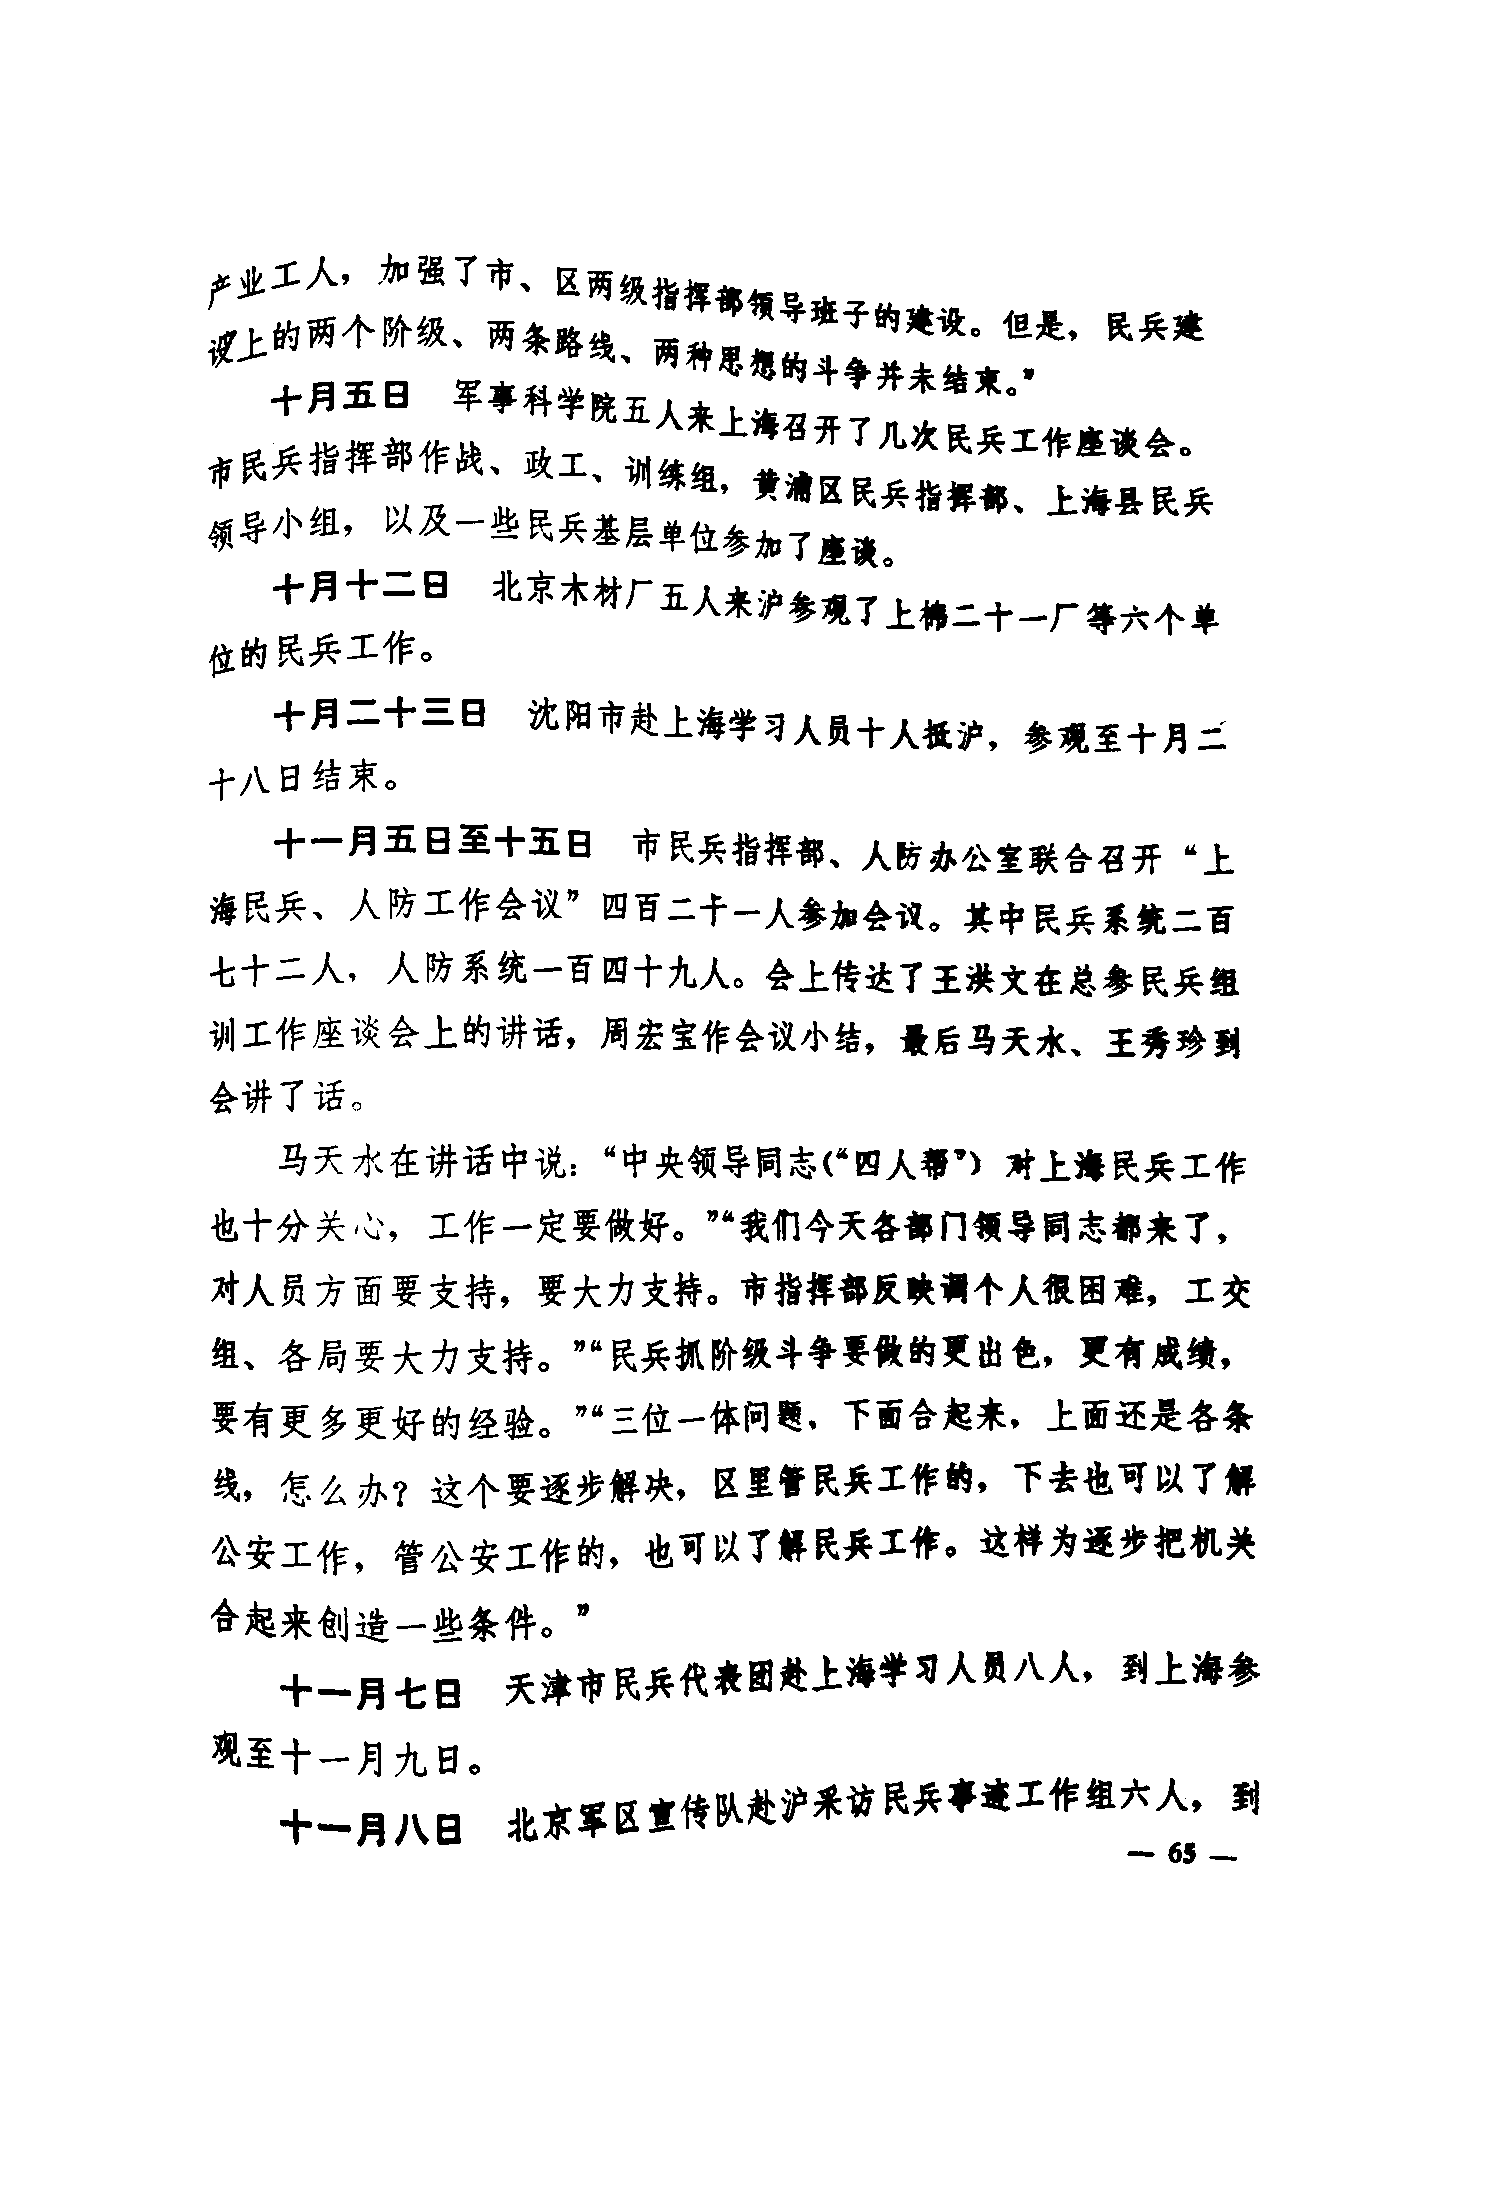 产业工人，加强了市、区两级指挥部领导班子的建设。但是，民兵建
设上的两个阶级、两条路线、两种思想的斗争并未结束。”
十月五日　军事科学院五人来上海召开了几次民兵工作座谈会。
市民兵指挥部作战、政工、训练组，黄浦区民兵指挥部、上海县民兵
领导小组，以及一些民兵基层单位参加了座谈。
十月十二日　北京木材厂五人来沪参观了上棉二十一厂等六个单
位的民兵工作。
十月二十三日　沈阳市赴上海学习人员十人抵沪，参观至十月二
十八日结束。
十一月五日至十五日　市民兵指挥部、人防办公室联合召开“上
海民兵、人防工作会议”四百二十一人参加会议。其中民兵系统二百
七十二人，人防系统一百四十九人。会上传达了王洪文在总参民兵组
训工作座谈会上的讲话，周宏宝作会议小结，最后马天水、王秀珍到
会讲了话。
马天水在讲话中说：“中央领导同志（“四人帮”）对上海民兵工作
也十分关心，工作一定要做好。”“我们今天各部门领导同志都来了，
对人员方面要支持，要大力支持。市指挥部反映调个人很困难，工交
组、各局要大力支持。”“民兵抓阶级斗争要做的更出色，更有成绩，
要有更多更好的经验。”“三位一体问题，下面合起来，上面还是各条
线，怎么办？这个要逐步解决，区里管民兵工作的，下去也可以了解
公安工作，管公安工作的，也可以了解民兵工作。这样为逐步把机关
合起来创造一些条件。”
十一月七日　天津市民兵代表团赴上海学习人员八人，到上海参
观至十一月九日。
十一月八日　北京军区宣传队赴沪采访民兵事迹工作组六人，到
— 65 —